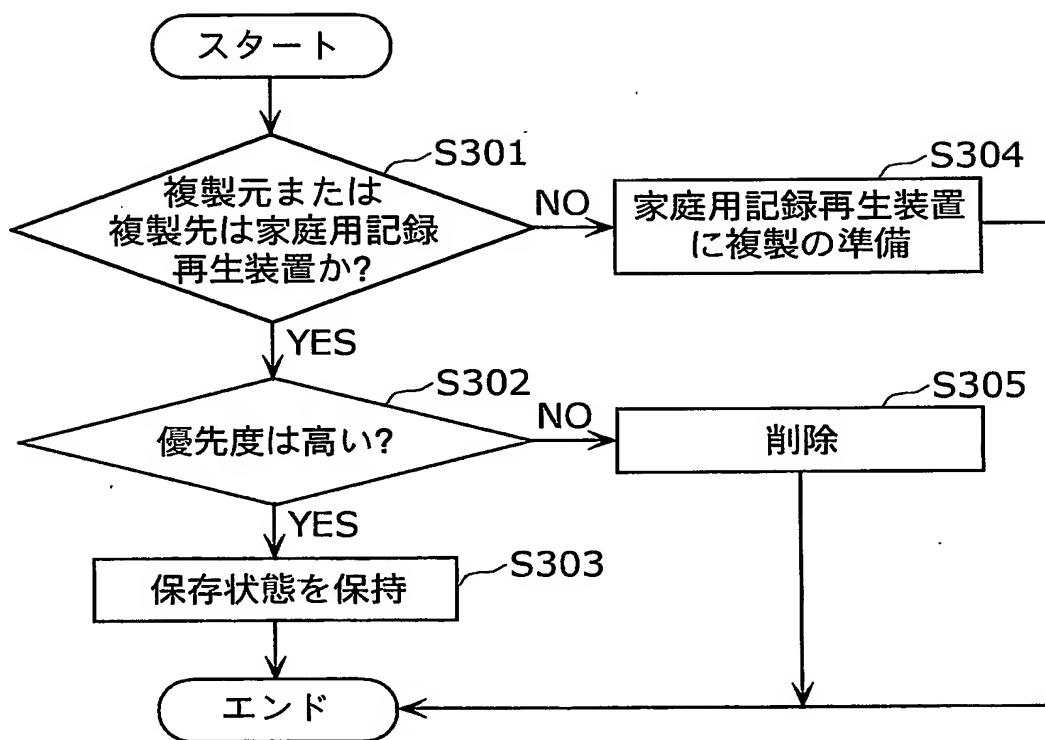 スタート
S301
複製元または
複製先は家庭用記録
再生装置か?
NO
S304
家庭用記録再生装置
に複製の準備
YES
S302
優先度は高い?
NO
S305
削除
YES
S303
保存状態を保持
エンド